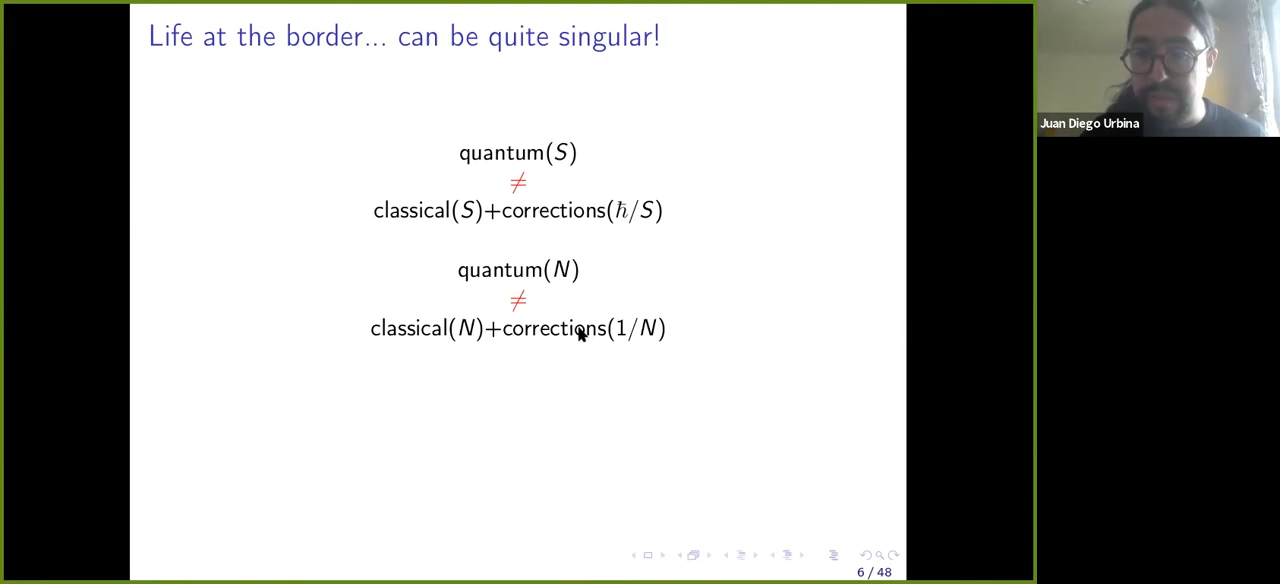 Life at the border... can be quite singular!
quantum(S)
≠
classical(S)+corrections(ℏ/S)
quantum(N)
≠
classical(N)+corrections(1/N)
6 / 48
Juan Diego Urbina